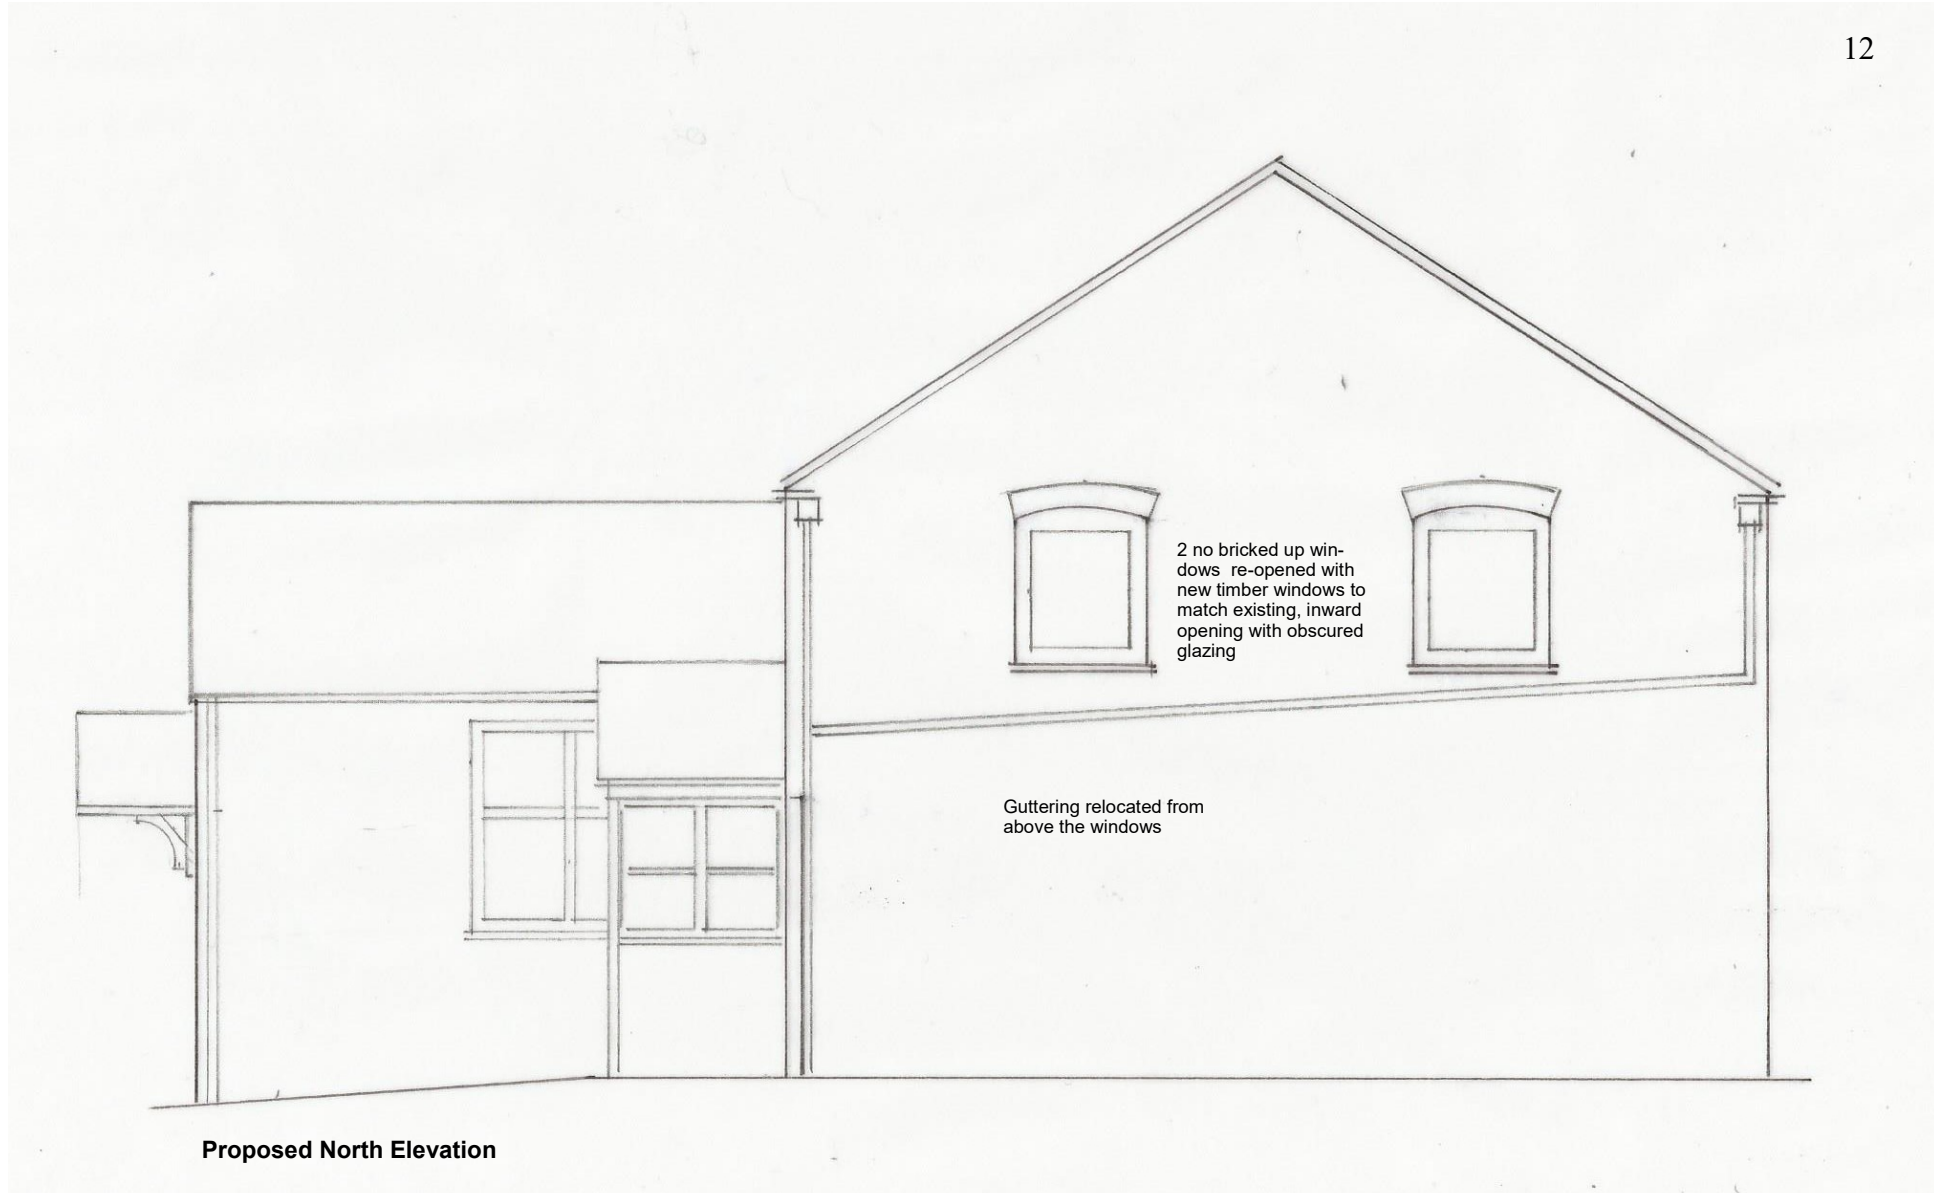 12
2 no bricked up win-
dows  re-opened with
new timber windows to
match existing, inward
opening with obscured
glazing
Guttering relocated from
above the windows
Proposed North Elevation